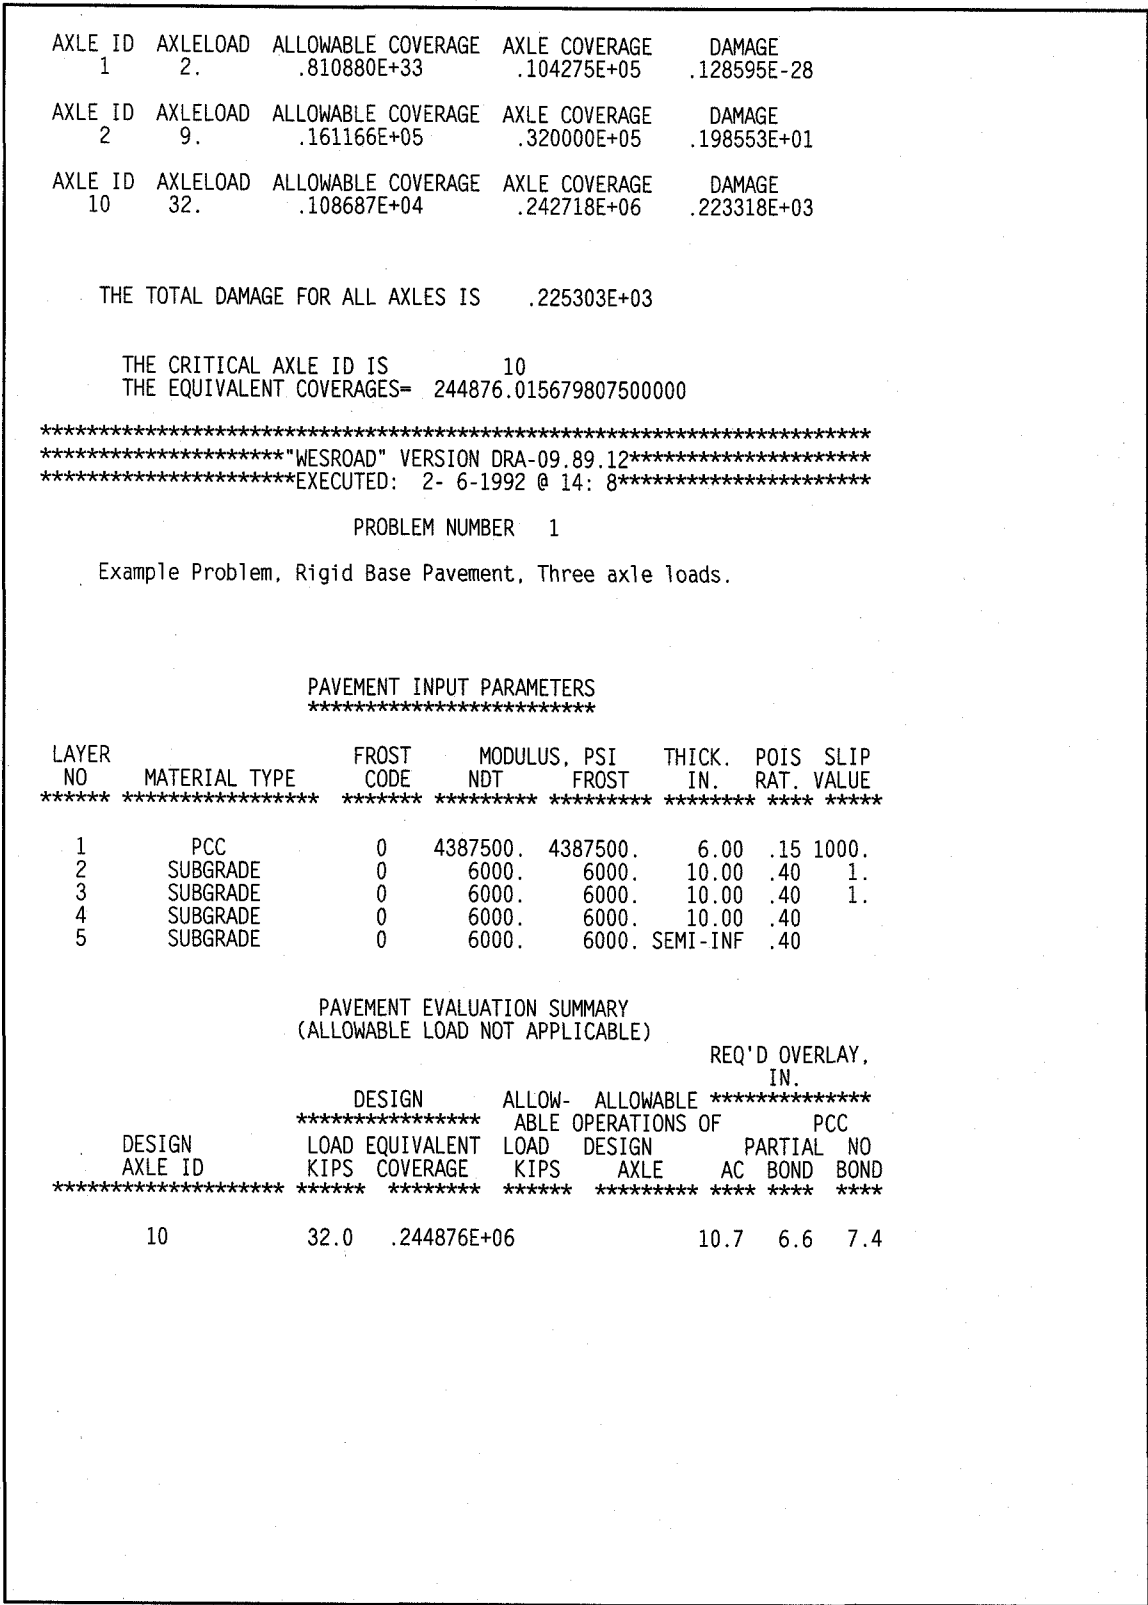 AXLE ID AXLELOAD ALLOWABLE COVERAGE AXLE COVERAGE DAMAGE
1 2. .810880E+33 .104275E+05 .128595E-28
AXLE ID AXLELOAD ALLOWABLE COVERAGE AXLE COVERAGE DAMAGE
2 9. .161166E+05 .320000E+05 .198553E+01
AXLE ID AXLELOAD ALLOWABLE COVERAGE AXLE COVERAGE DAMAGE
10 32. .108687E+04 .242718E+06 .223318E+03
THE TOTAL DAMAGE FOR ALL AXLES IS .225303E+03
THE CRITICAL AXLE ID IS 10
THE EQUIVALENT COVERAGES= 244876.015679807500000
***********************************************************************
*********************"WESROAD" VERSION DRA-09.89.12*********************
**********************EXECUTED: 2- 6-1992 @ 14: 8**********************
PROBLEM NUMBER 1
Example Problem, Rigid Base Pavement, Three axle loads.
PAVEMENT INPUT PARAMETERS
*************************
LAYER FROST MODULUS, PSI THICK. POIS SLIP
NO MATERIAL TYPE CODE NDT FROST IN. RAT. VALUE
****** ***************** ******* ********* ********* ******** **** *****
1 PCC 0 4387500. 4387500. 6.00 .15 1000.
2 SUBGRADE 0 6000. 6000. 10.00 .40 1.
3 SUBGRADE 0 6000. 6000. 10.00 .40 1.
4 SUBGRADE 0 6000. 6000. 10.00 .40
5 SUBGRADE 0 6000. 6000. SEMI-INF .40
PAVEMENT EVALUATION SUMMARY
(ALLOWABLE LOAD NOT APPLICABLE)
REQ'D OVERLAY,
IN.
DESIGN ALLOW- ALLOWABLE **************
**************** ABLE OPERATIONS OF PCC
DESIGN LOAD EQUIVALENT LOAD DESIGN PARTIAL NO
AXLE ID KIPS COVERAGE KIPS AXLE AC BOND BOND
******************** ****** ******** ****** ********* **** **** ****
10 32.0 .244876E+06 10.7 6.6 7.4